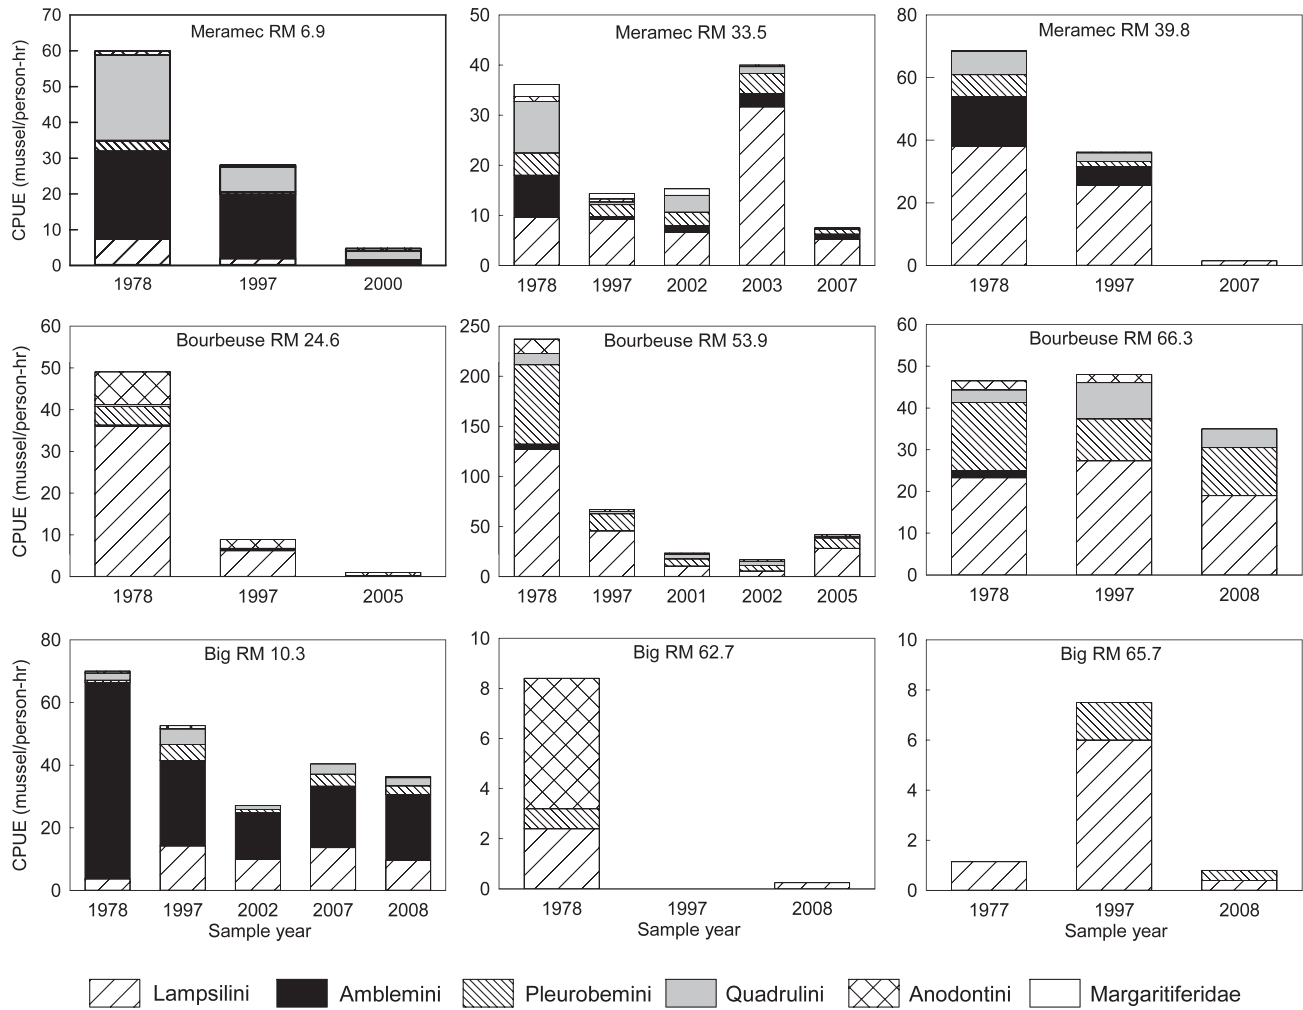 Meramec RM 6.9
CPUE (mussel/person-hr)
70
60
50
40
30
20
10
0
1978 1997 2000
Meramec RM 33.5
50
40
30
20
10
0
1978 1997 2002 2003 2007
Meramec RM 39.8
80
60
40
20
0
1978 1997 2007
Bourbeuse RM 24.6
CPUE (mussel/person-hr)
60
50
40
30
20
10
0
1978 1997 2005
Bourbeuse RM 53.9
250
200
150
100
50
0
1978 1997 2001 2002 2005
Bourbeuse RM 66.3
60
50
40
30
20
10
0
1978 1997 2008
Big RM 10.3
CPUE (mussel/person-hr)
80
60
40
20
0
1978 1997 2002 2007 2008
Sample year
Big RM 62.7
10
8
6
4
2
0
1978 1997 2008
Sample year
Big RM 65.7
10
8
6
4
2
0
1977 1997 2008
Sample year
Lampsilini Amblemini Pleurobemini Quadrulini Anodontini Margaritiferidae